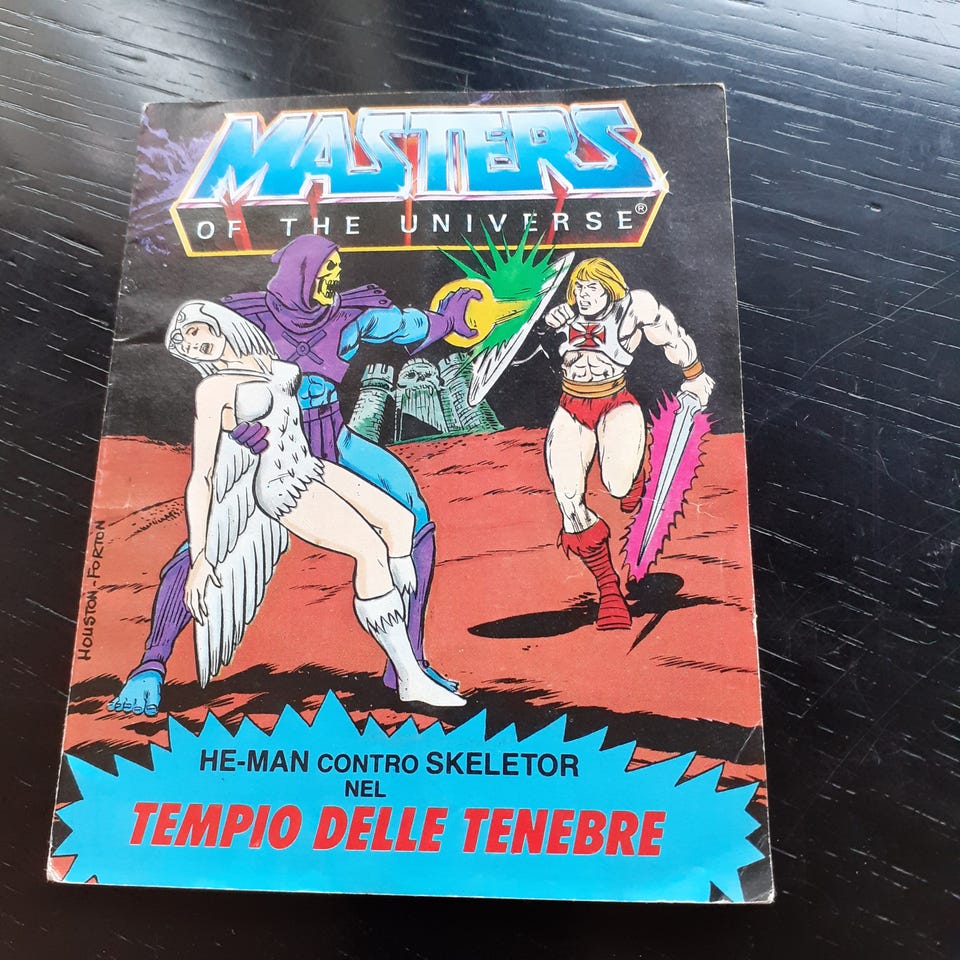 MASTERS
OF THE UNIVERSE®
HOUSTON-FORTON
HE-MAN CONTRO SKELETOR
NEL
TEMPIO DELLE TENEBRE